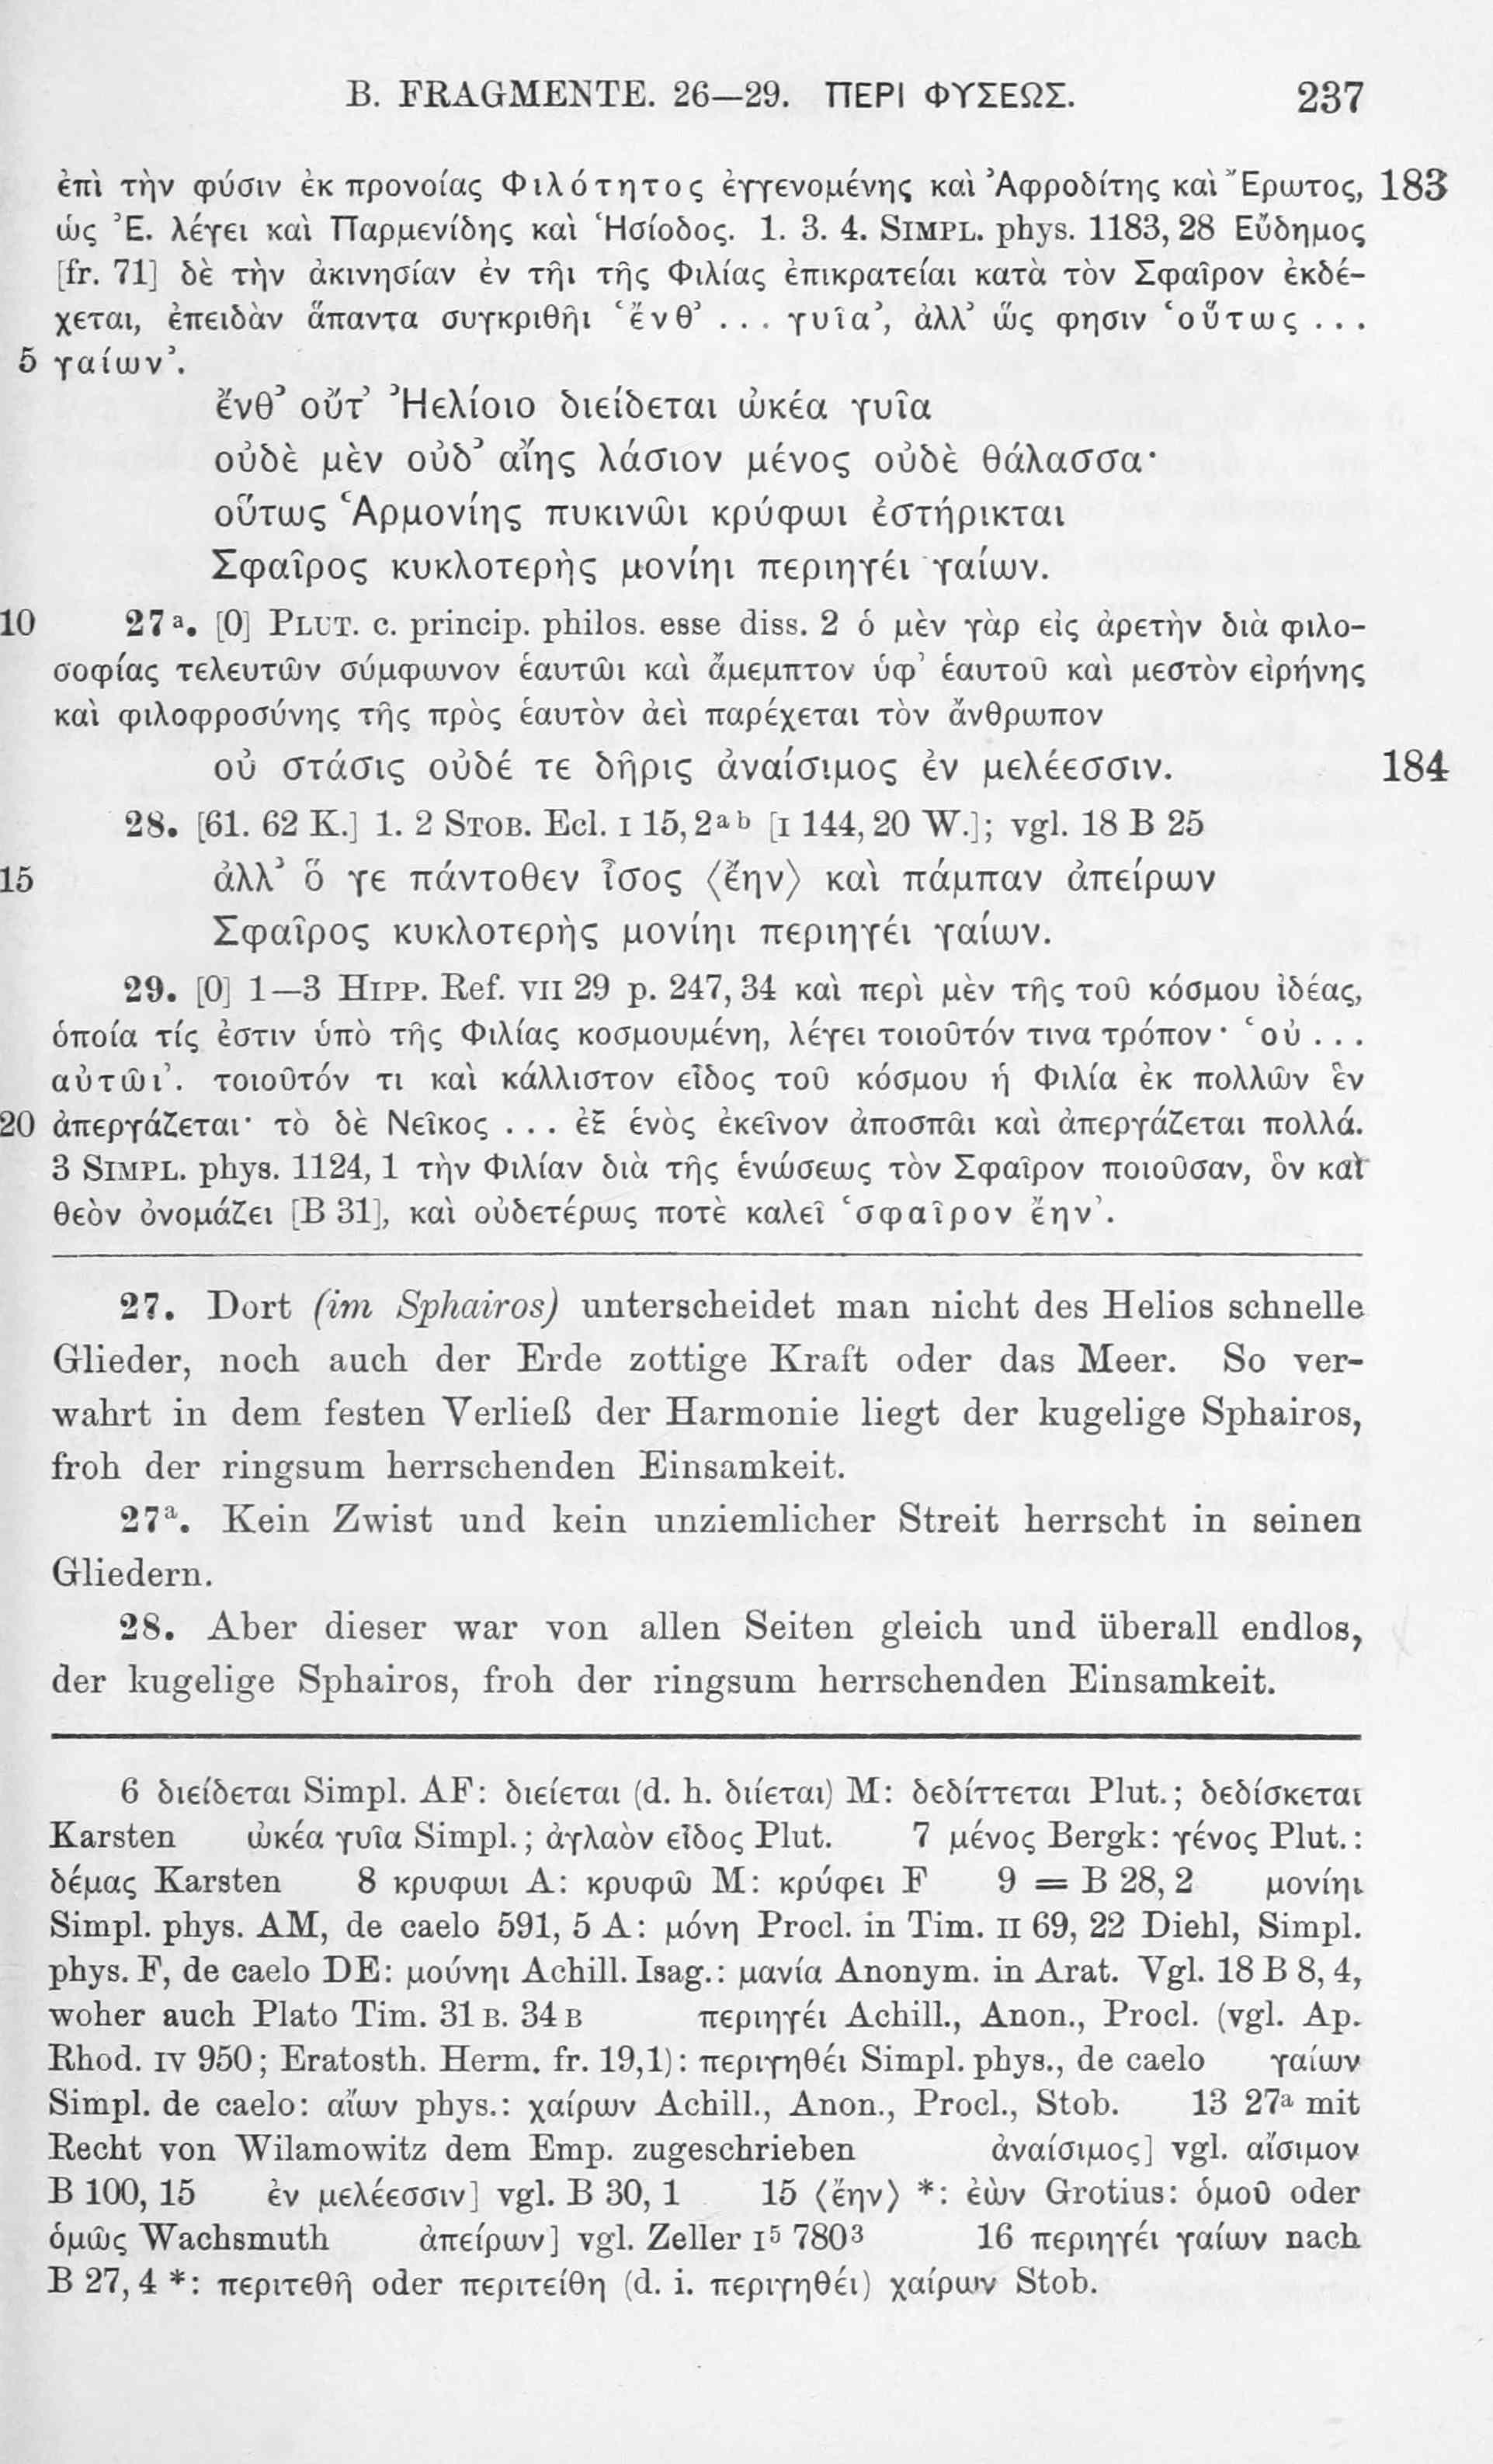 B. FRAGMENTE. 26—29. ΠΕΡΙ ΦΥΣΕΩΣ. 237
ἐπὶ τὴν φύσιν ἐκ προνοίας Φιλότητος ἐγγενομένης καὶ Ἀφροδίτης καὶ Ἔρωτος, 183
ὡς Ἐ. λέγει καὶ Παρμενίδης καὶ Ἡσίοδος. 1. 3. 4. SIMPL. phys. 1183, 28 Εὔδημος
[fr. 71] δὲ τὴν ἀκινησίαν ἐν τῆι τῆς Φιλίας ἐπικρατείαι κατὰ τὸν Σφαῖρον ἐκδέ-
χεται, ἐπειδὰν ἅπαντα συγκριθῆι ‘ἔνθ’ ... γυῖα’, ἀλλ’ ὥς φησιν ‘οὕτως ...
5 γαίων’.
ἔνθ’ οὔτ’ Ἠελίοιο διείδεται ὠκέα γυῖα
οὐδὲ μὲν οὐδ’ αἴης λάσιον μένος οὐδὲ θάλασσα·
οὕτως Ἁρμονίης πυκινῶι κρύφωι ἐστήρικται
Σφαῖρος κυκλοτερὴς μονίηι περιηγέι γαίων.
10 27ª. [0] PLUT. c. princip. philos. esse diss. 2 ὁ μὲν γὰρ εἰς ἀρετὴν διὰ φιλο-
σοφίας τελευτῶν σύμφωνον ἑαυτῶι καὶ ἄμεμπτον ὑφ’ ἑαυτοῦ καὶ μεστὸν εἰρήνης
καὶ φιλοφροσύνης τῆς πρὸς ἑαυτὸν ἀεὶ παρέχεται τὸν ἄνθρωπον
οὐ στάσις οὐδέ τε δῆρις ἀναίσιμος ἐν μελέεσσιν. 184
28. [61. 62 K.] 1. 2 STOB. Ecl. I 15, 2ᵃᵇ [I 144, 20 W.]; vgl. 18 B 25
15 ἀλλ’ ὅ γε πάντοθεν ἶσος ⟨ἔην⟩ καὶ πάμπαν ἀπείρων
Σφαῖρος κυκλοτερὴς μονίηι περιηγέι γαίων.
29. [0] 1—3 HIPP. Ref. VII 29 p. 247, 34 καὶ περὶ μὲν τῆς τοῦ κόσμου ἰδέας,
ὁποία τίς ἐστιν ὑπὸ τῆς Φιλίας κοσμουμένη, λέγει τοιοῦτόν τινα τρόπον· ‘οὐ ...
αὐτῶι’. τοιοῦτόν τι καὶ κάλλιστον εἶδος τοῦ κόσμου ἡ Φιλία ἐκ πολλῶν ἓν
20 ἀπεργάζεται· τὸ δὲ Νεῖκος ... ἐξ ἑνὸς ἐκεῖνον ἀποσπᾶι καὶ ἀπεργάζεται πολλά.
3 SIMPL. phys. 1124, 1 τὴν Φιλίαν διὰ τῆς ἑνώσεως τὸν Σφαῖρον ποιοῦσαν, ὃν καὶ
θεὸν ὀνομάζει [B 31], καὶ οὐδετέρως ποτὲ καλεῖ ‘σφαῖρον ἔην’.
27. Dort (im Sphairos) unterscheidet man nicht des Helios schnelle
Glieder, noch auch der Erde zottige Kraft oder das Meer. So ver-
wahrt in dem festen Verließ der Harmonie liegt der kugelige Sphairos,
froh der ringsum herrschenden Einsamkeit.
27ª. Kein Zwist und kein unziemlicher Streit herrscht in seinen
Gliedern.
28. Aber dieser war von allen Seiten gleich und überall endlos,
der kugelige Sphairos, froh der ringsum herrschenden Einsamkeit.
6 διείδεται Simpl. AF: διείεται (d. h. διίεται) M: δεδίττεται Plut.; δεδίσκεται
Karsten ὠκέα γυῖα Simpl.; ἀγλαὸν εἶδος Plut. 7 μένος Bergk: γένος Plut.:
δέμας Karsten 8 κρυφωι A: κρυφῶ M: κρύφει F 9 = B 28, 2 μονίηι
Simpl. phys. AM, de caelo 591, 5 A: μόνη Procl. in Tim. II 69, 22 Diehl, Simpl.
phys. F, de caelo DE: μούνηι Achill. Isag.: μανία Anonym. in Arat. Vgl. 18 B 8, 4,
woher auch Plato Tim. 31 B. 34 B περιηγέι Achill., Anon., Procl. (vgl. Ap.
Rhod. IV 950; Eratosth. Herm. fr. 19,1): περιγηθέι Simpl. phys., de caelo γαίων
Simpl. de caelo: αἴων phys.: χαίρων Achill., Anon., Procl., Stob. 13 27ª mit
Recht von Wilamowitz dem Emp. zugeschrieben ἀναίσιμος] vgl. αἴσιμον
B 100, 15 ἐν μελέεσσιν] vgl. B 30, 1 15 ⟨ἔην⟩ *: ἐὼν Grotius: ὁμοῦ oder
ὁμῶς Wachsmuth ἀπείρων] vgl. Zeller I⁵ 780³ 16 περιηγέι γαίων nach
B 27, 4 *: περιτεθῆ oder περιτείθη (d. i. περιγηθέι) χαίρων Stob.